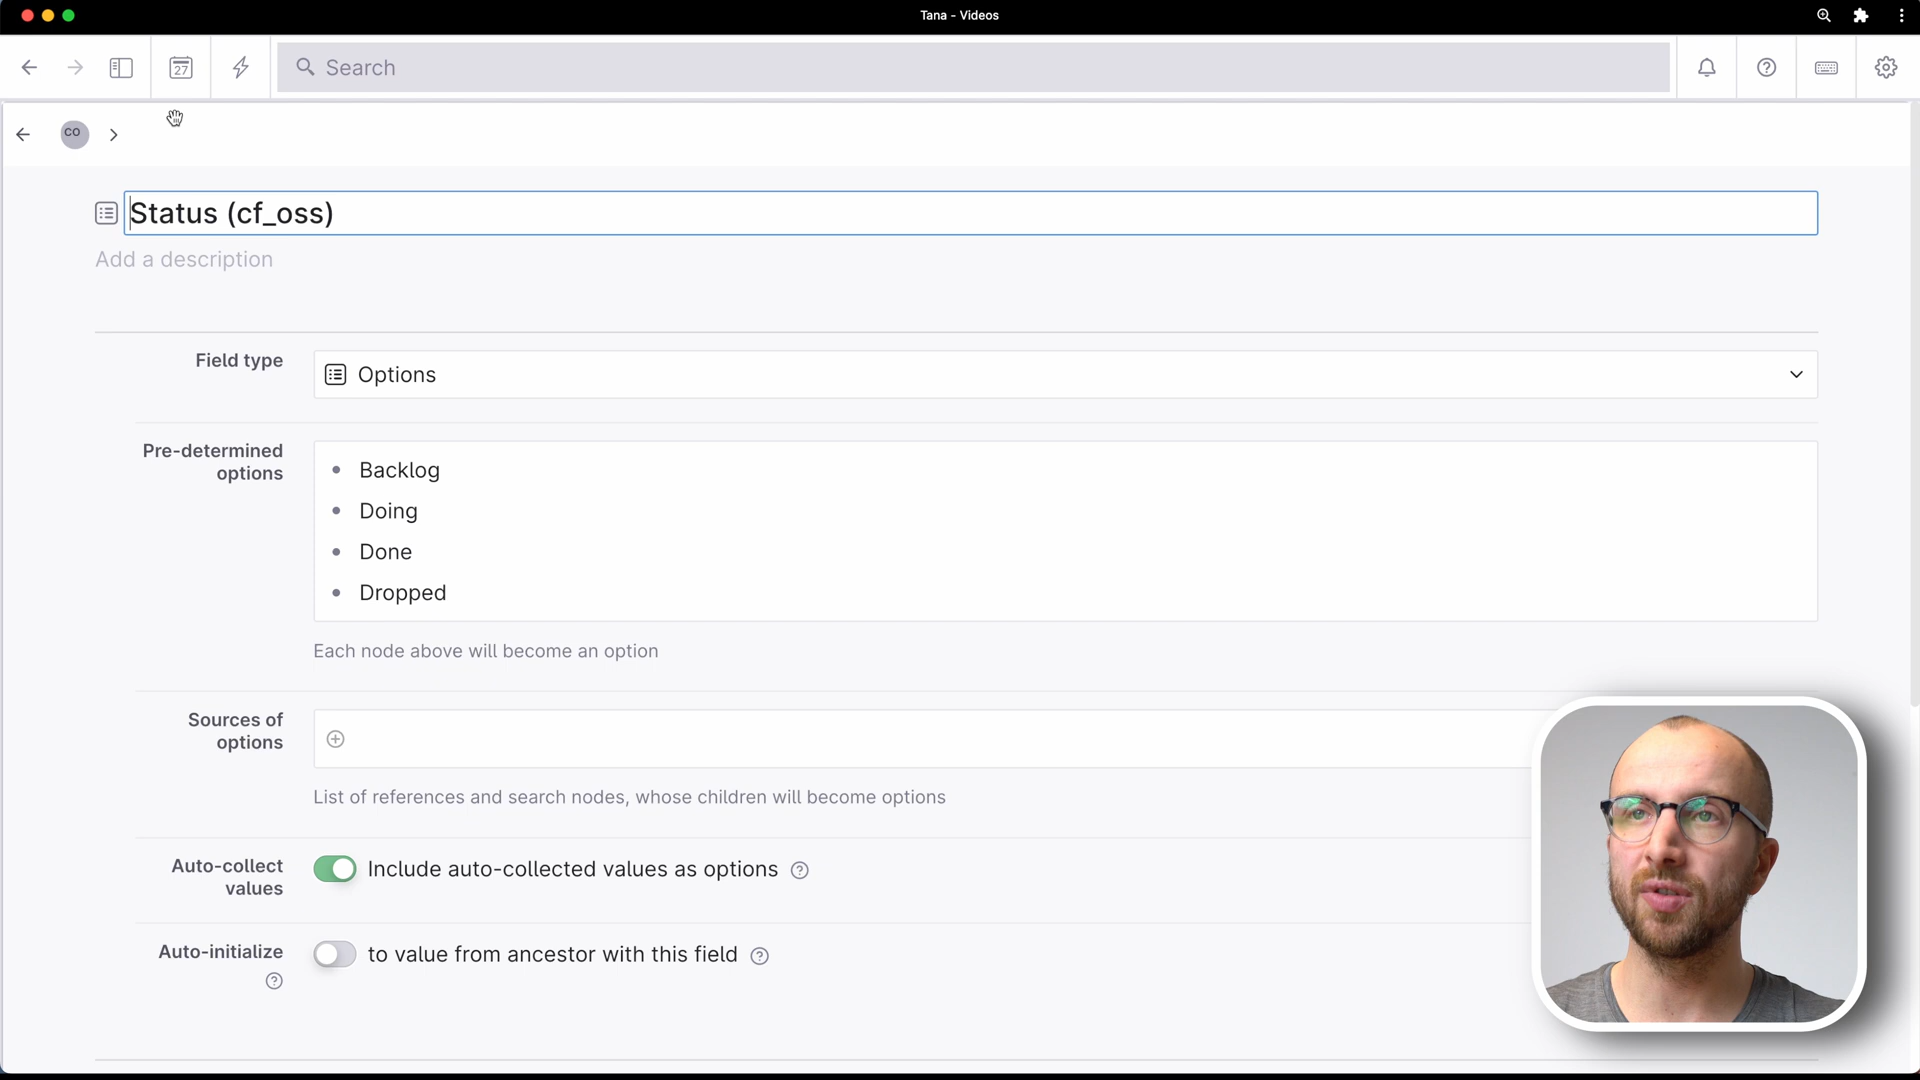 Tana - Videos
27
Search
CO
Status (cf_oss)
Add a description
Field type
Options
Pre-determined
options
Backlog
Doing
Done
Dropped
Each node above will become an option
Sources of
options
List of references and search nodes, whose children will become options
Auto-collect
values
Include auto-collected values as options
Auto-initialize
to value from ancestor with this field